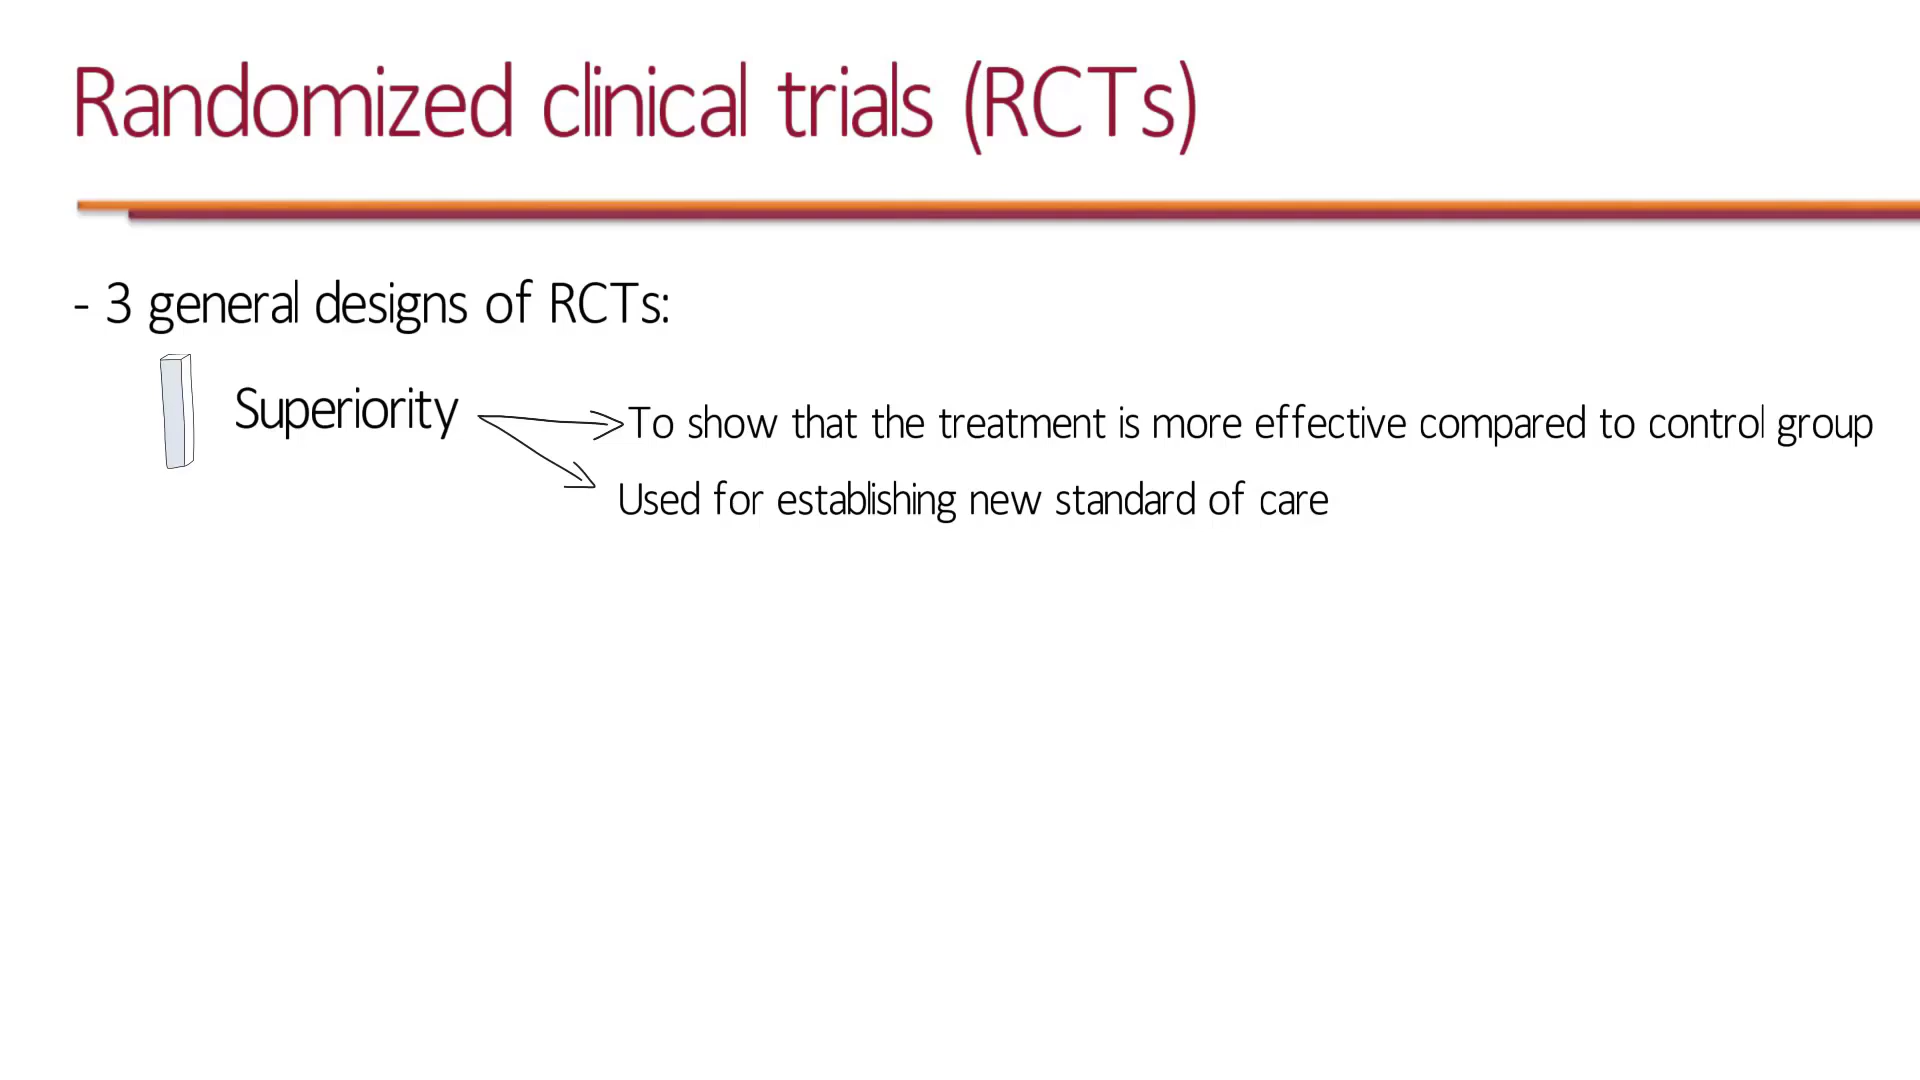 Randomized clinical trials (RCTs)
- 3 general designs of RCTs:
Superiority
To show that the treatment is more effective compared to control group
Used for establishing new standard of care